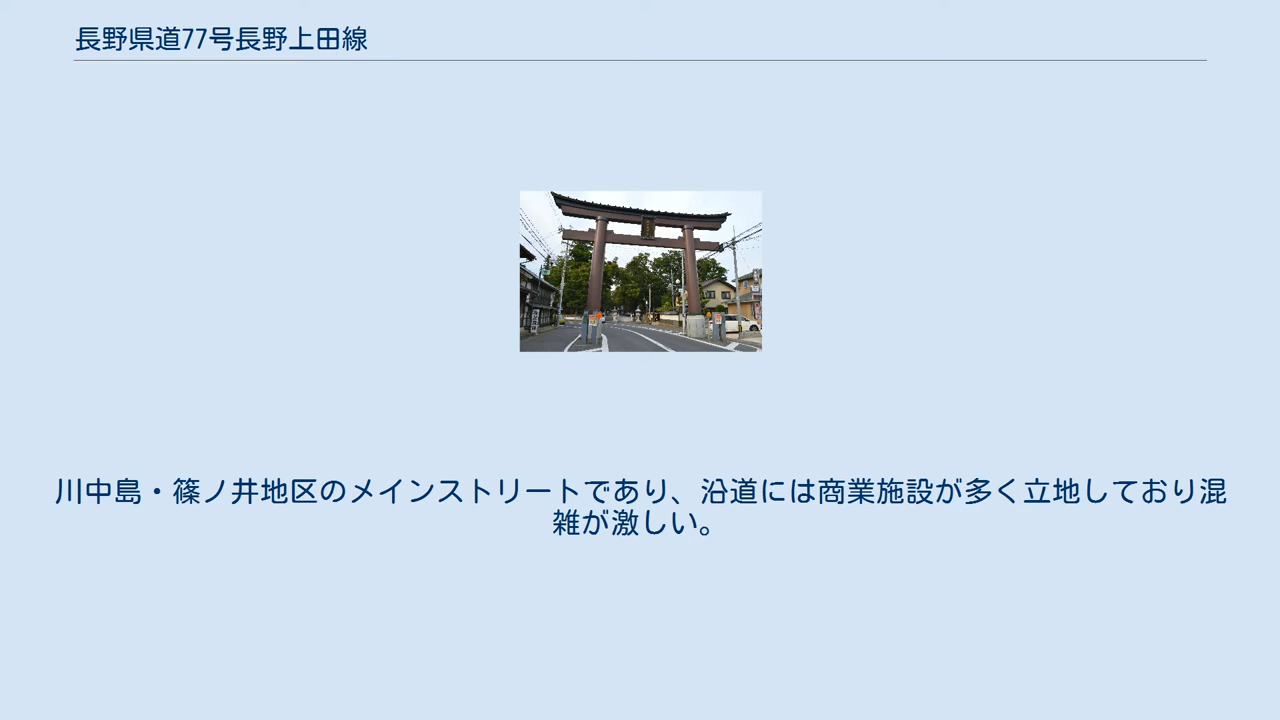 長野県道77号長野上田線
川中島・篠ノ井地区のメインストリートであり、沿道には商業施設が多く立地しており混
雑が激しい。